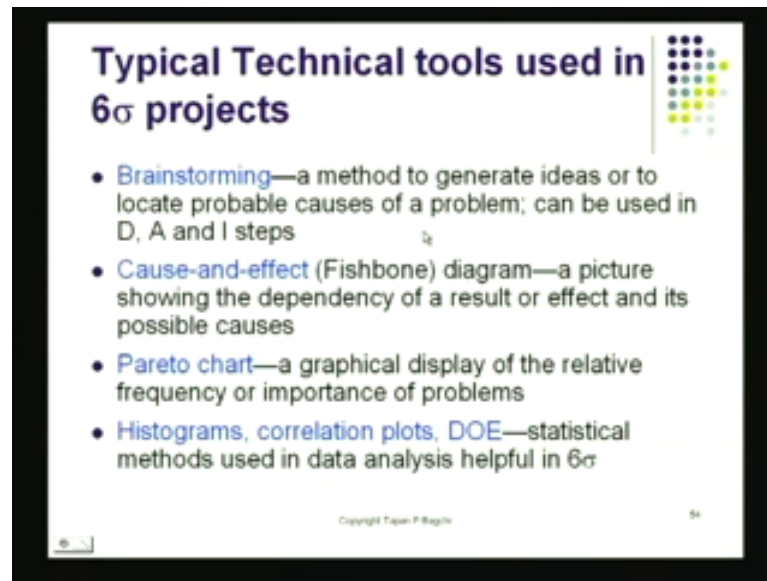 Typical Technical tools used in
6σ projects
• Brainstorming—a method to generate ideas or to
locate probable causes of a problem; can be used in
D, A and I steps
• Cause-and-effect (Fishbone) diagram—a picture
showing the dependency of a result or effect and its
possible causes
• Pareto chart—a graphical display of the relative
frequency or importance of problems
• Histograms, correlation plots, DOE—statistical
methods used in data analysis helpful in 6σ
Copyright Tapan P Bagchi
54